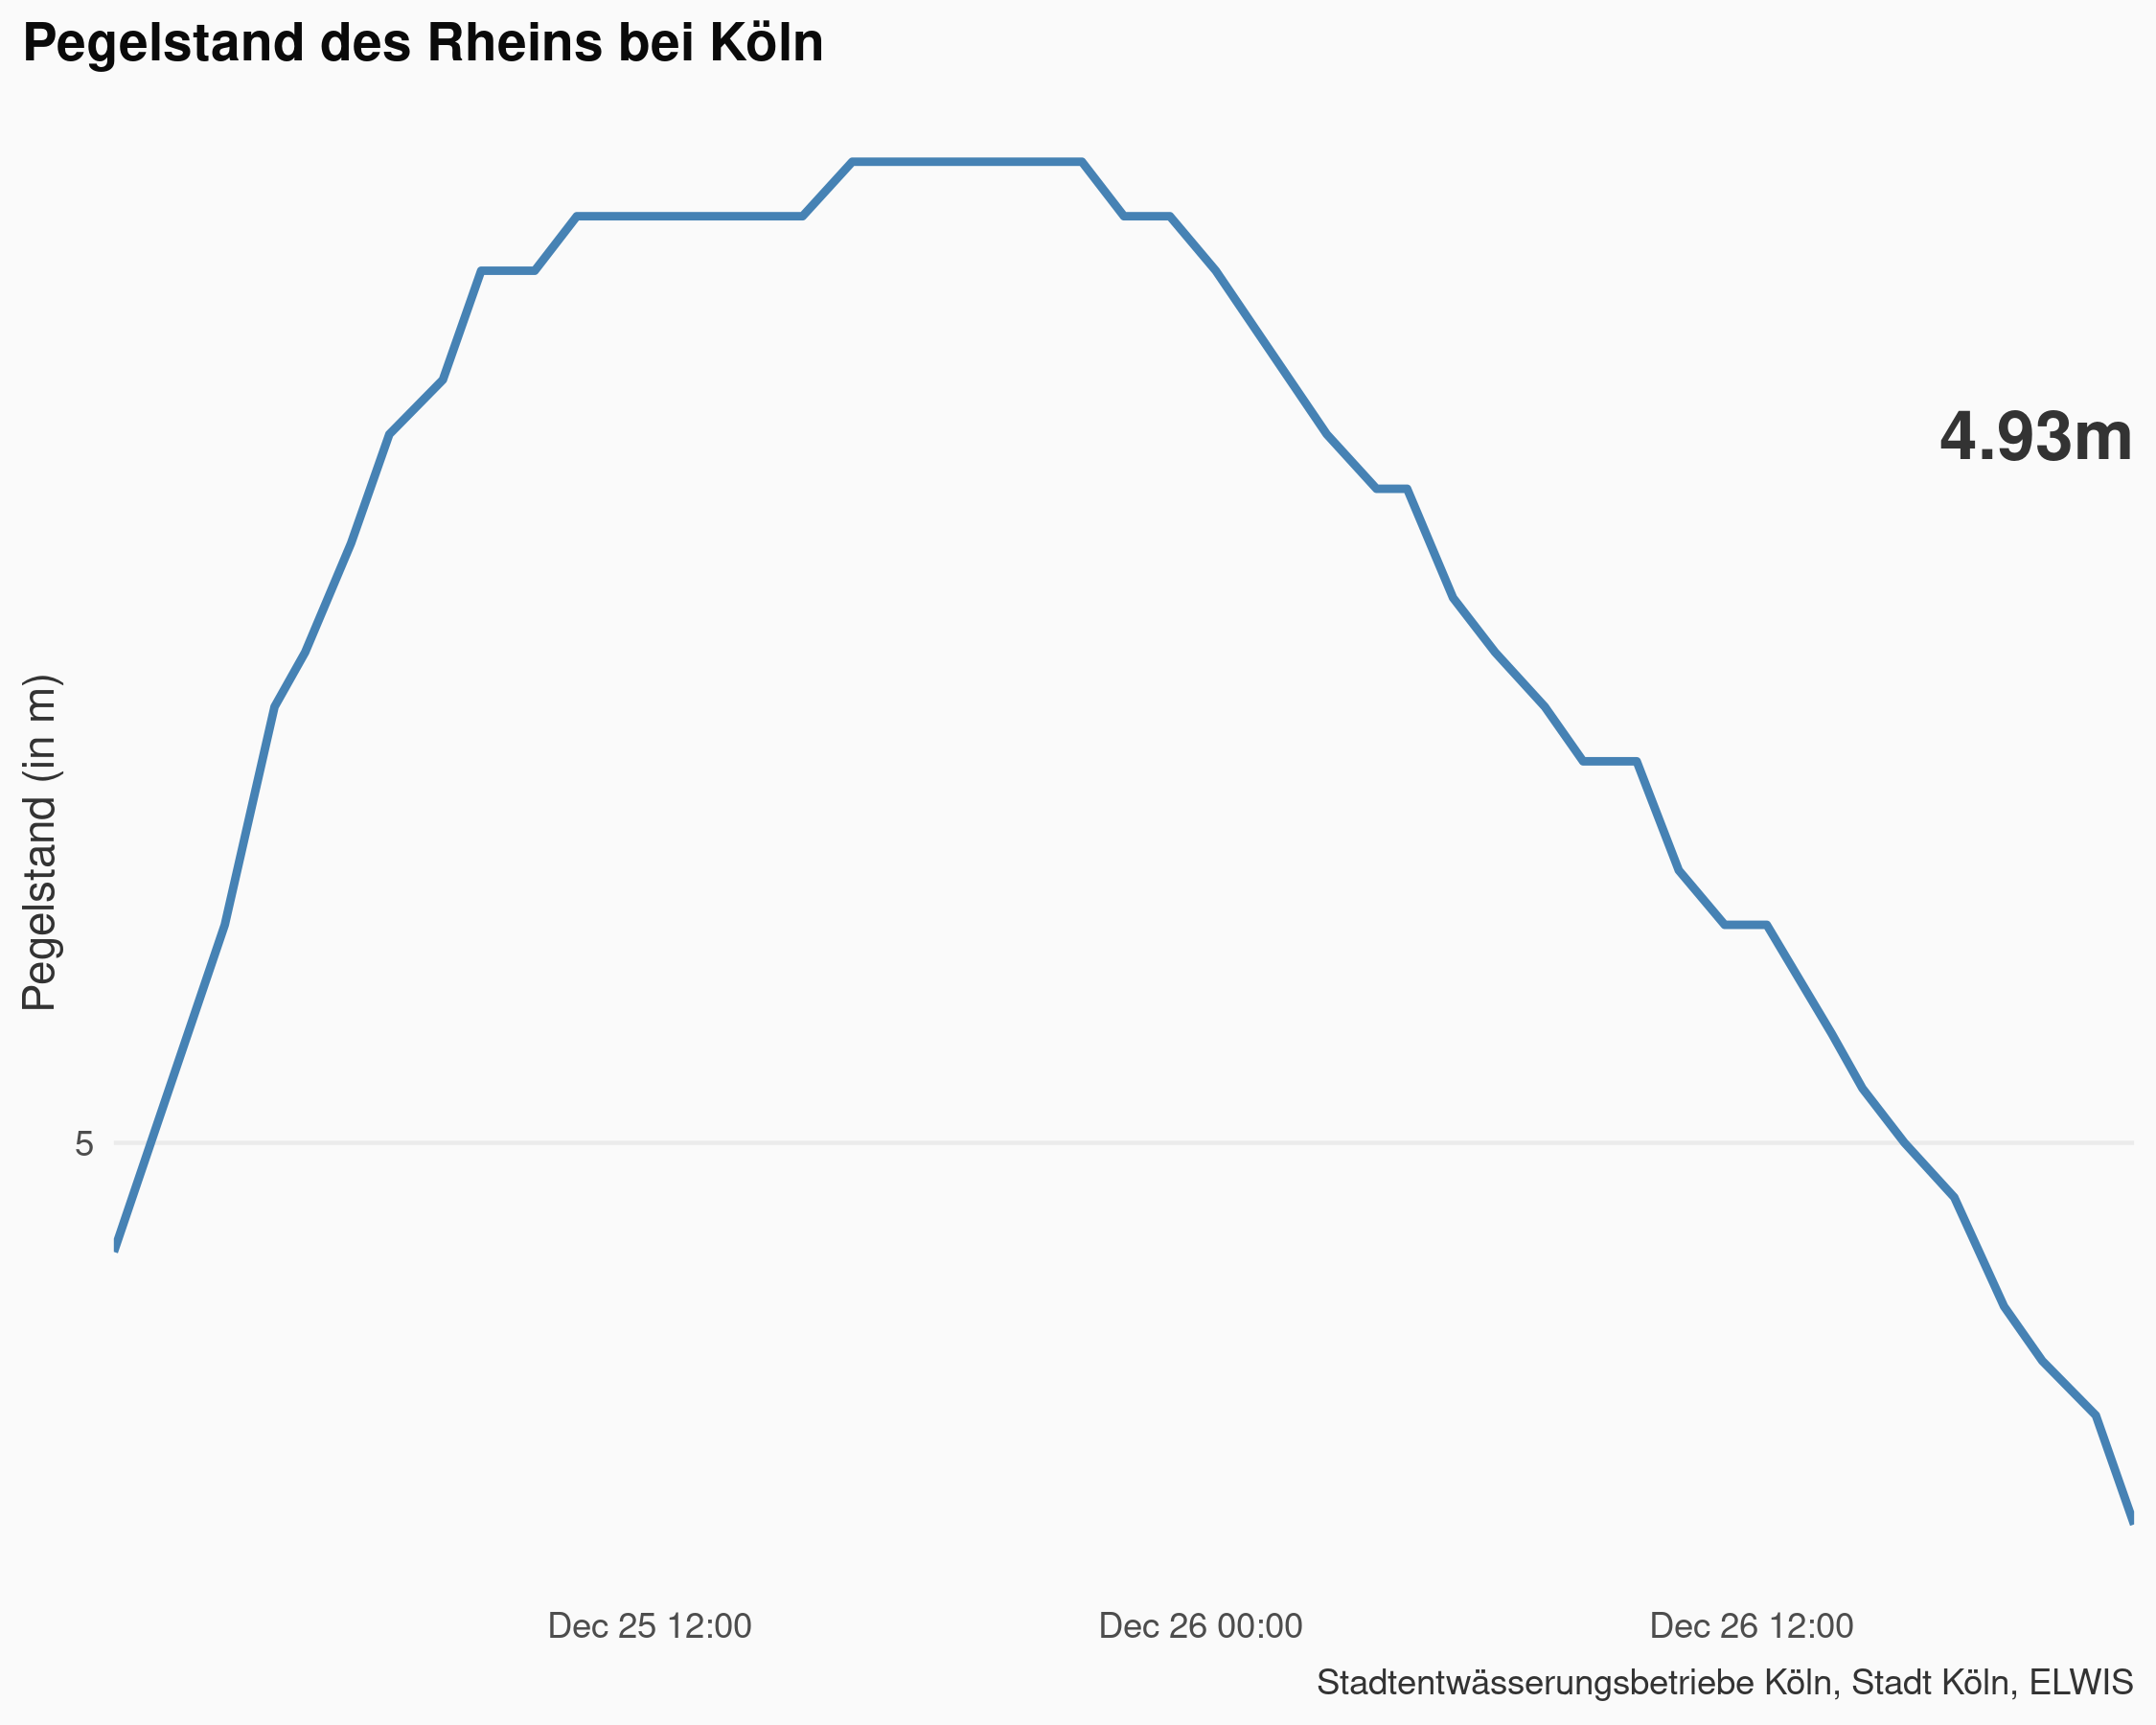 Pegelstand des Rheins bei Köln
4.93m
Pegelstand (in m)
5
Dec 25 12:00
Dec 26 00:00
Dec 26 12:00
Stadtentwässerungsbetriebe Köln, Stadt Köln, ELWIS